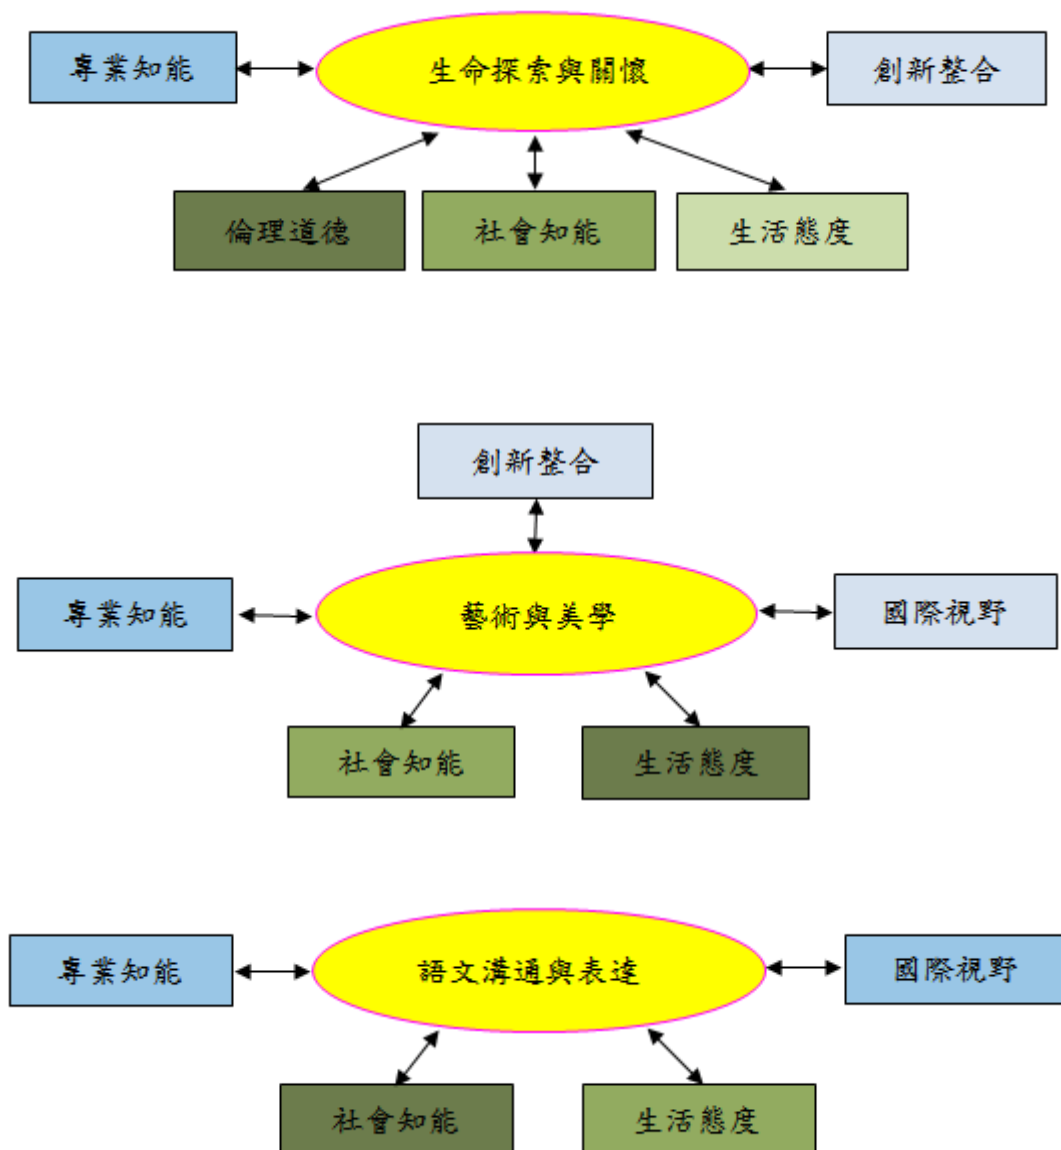 專業知能
生命探索與關懷
創新整合
倫理道德
社會知能
生活態度
創新整合
專業知能
藝術與美學
國際視野
社會知能
生活態度
專業知能
語文溝通與表達
國際視野
社會知能
生活態度